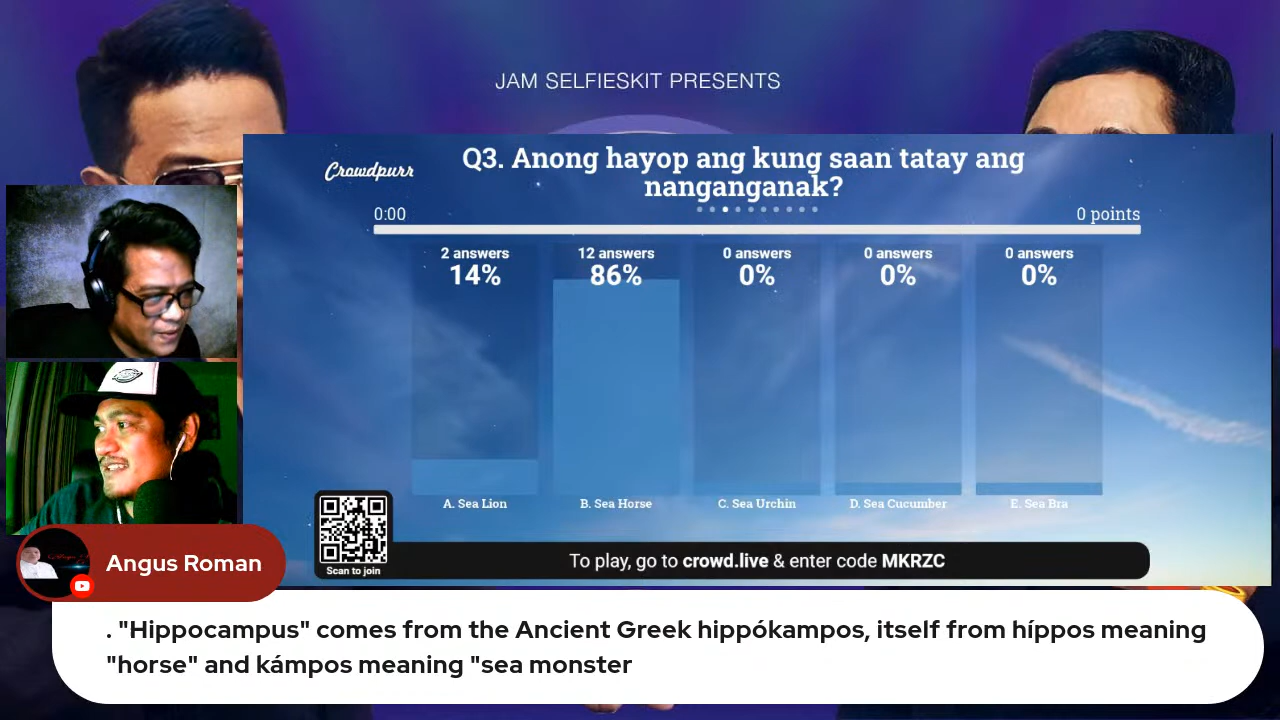 JAM SELFIESKIT PRESENTS
Crowdpurr
Q3. Anong hayop ang kung saan tatay ang
nanganganak?
0:00
0 points
2 answers
14%
12 answers
86%
0 answers
0%
0 answers
0%
0 answers
0%
A. Sea Lion
B. Sea Horse
C. Sea Urchin
D. Sea Cucumber
E. Sea Bra
Scan to join
To play, go to crowd.live & enter code MKRZC
Angus Roman
. "Hippocampus" comes from the Ancient Greek hippókampos, itself from híppos meaning
"horse" and kámpos meaning "sea monster